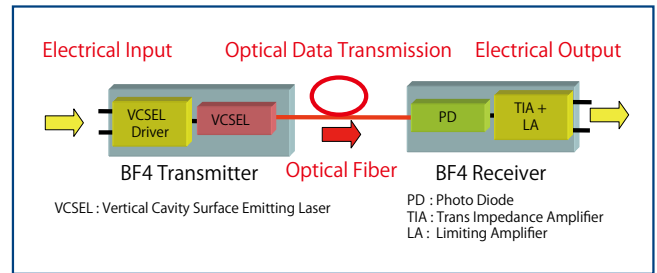 Electrical Input
Optical Data Transmission
Electrical Output
VCSEL
Driver
VCSEL
PD
TIA +
LA
BF4 Transmitter
Optical Fiber
BF4 Receiver
VCSEL : Vertical Cavity Surface Emitting Laser
PD : Photo Diode
TIA : Trans Impedance Amplifier
LA : Limiting Amplifier